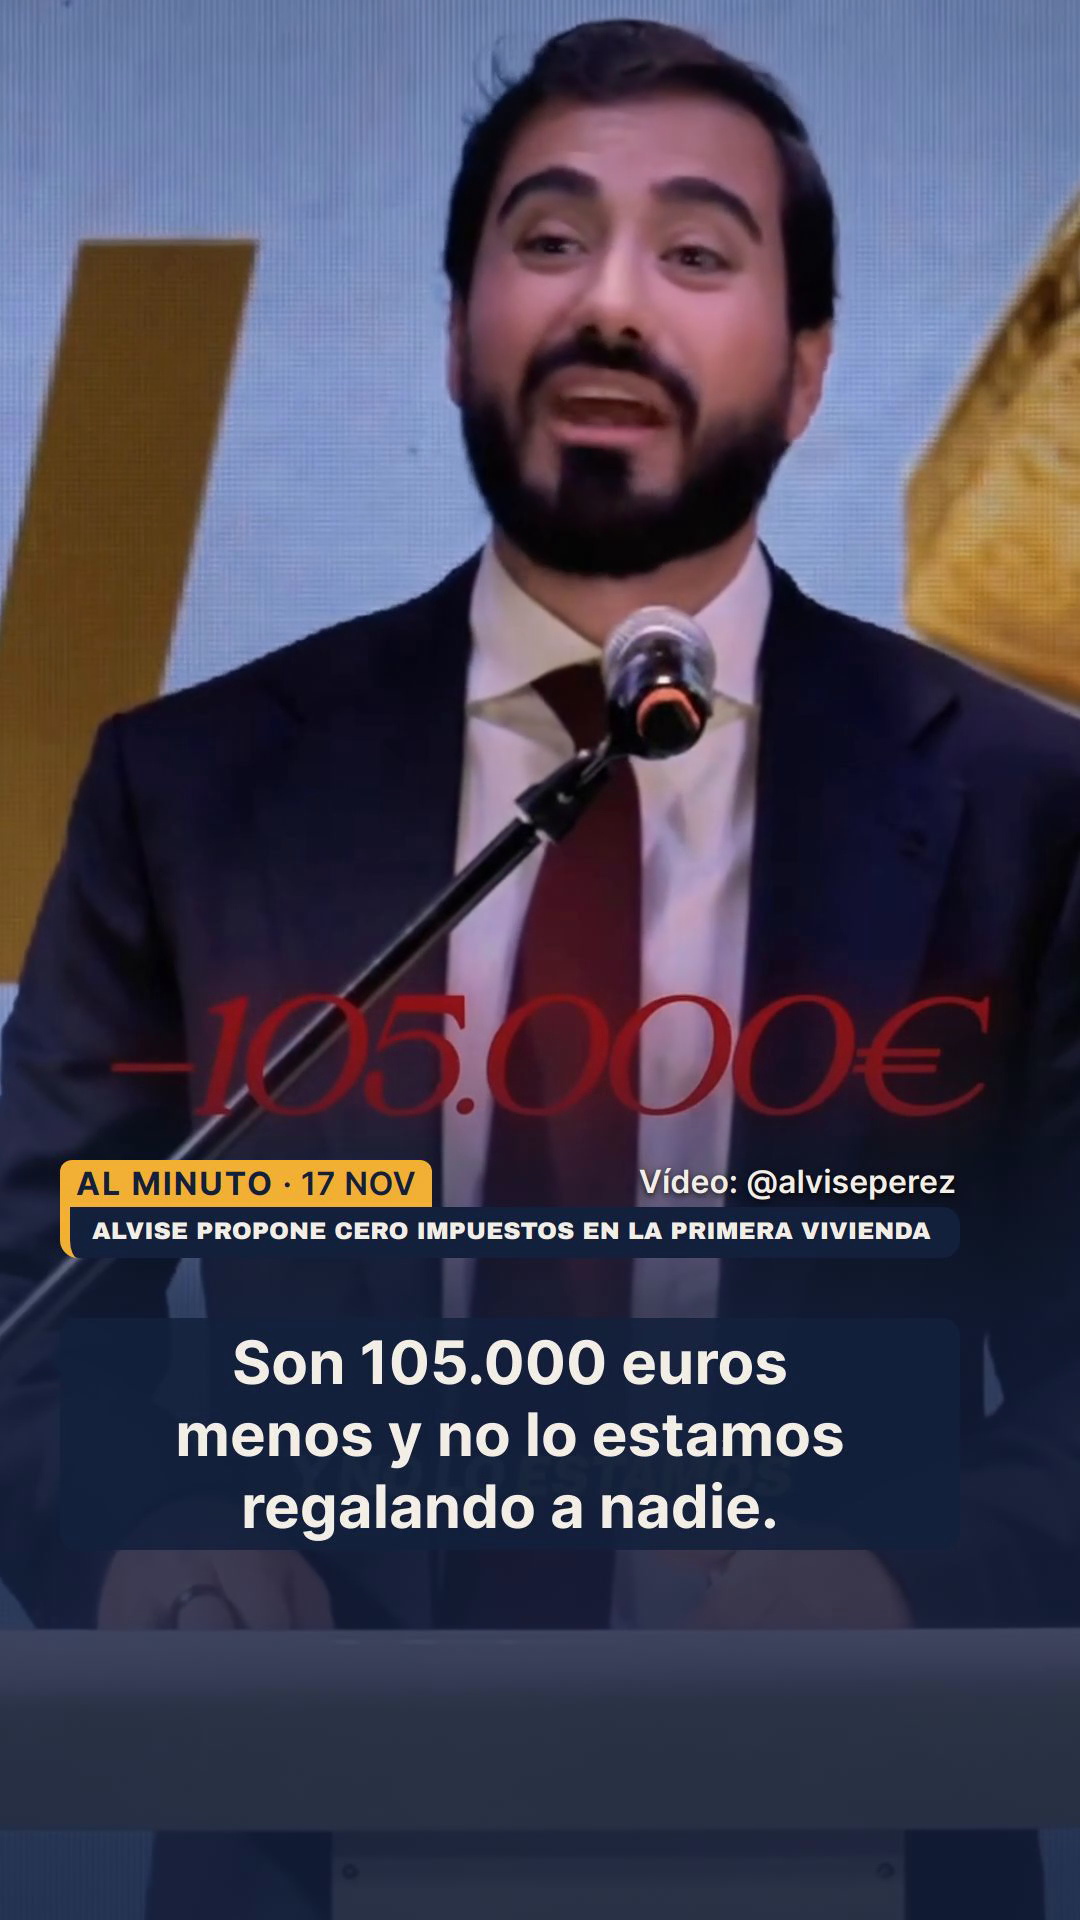 –105.000€
AL MINUTO · 17 NOV
Vídeo: @alviseperez
ALVISE PROPONE CERO IMPUESTOS EN LA PRIMERA VIVIENDA
Son 105.000 euros
menos y no lo estamos
regalando a nadie.